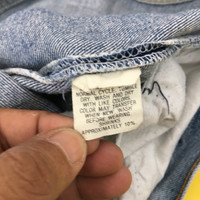 NORMAL CYCLE. TUMBLE
DRY. WASH AND DRY
WITH LIKE COLORS.
COLOR MAY TRANSFER
WHEN NEW. WASH
BEFORE WEARING.
SHRINKS
APPROXIMATELY 10%